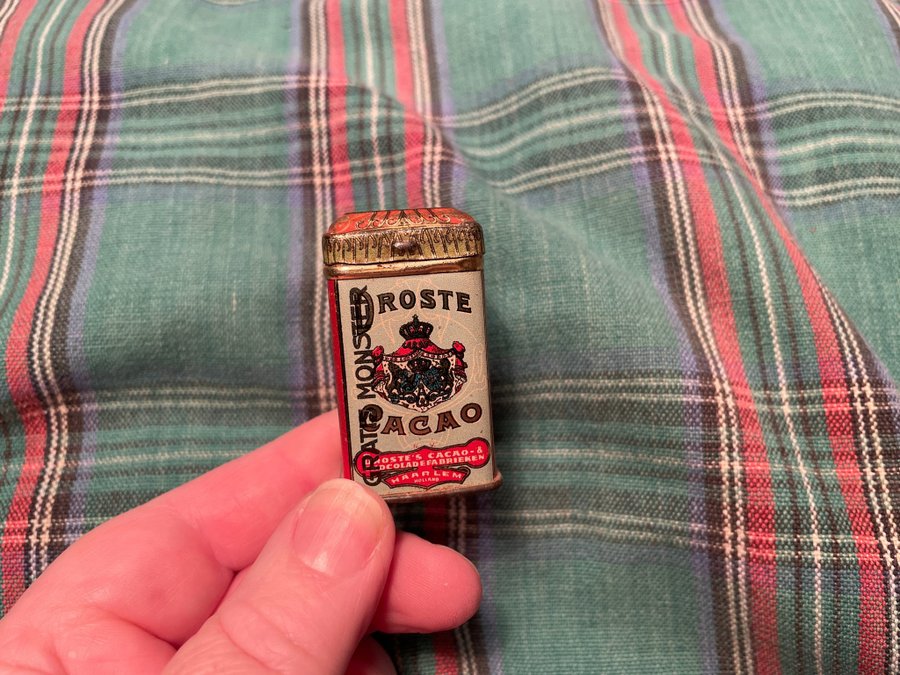 DROSTE
CACAO
DROSTE'S CACAO- &
CHOCOLADEFABRIEKEN
HAARLEM
HOLLAND
GRATIS MONSTER